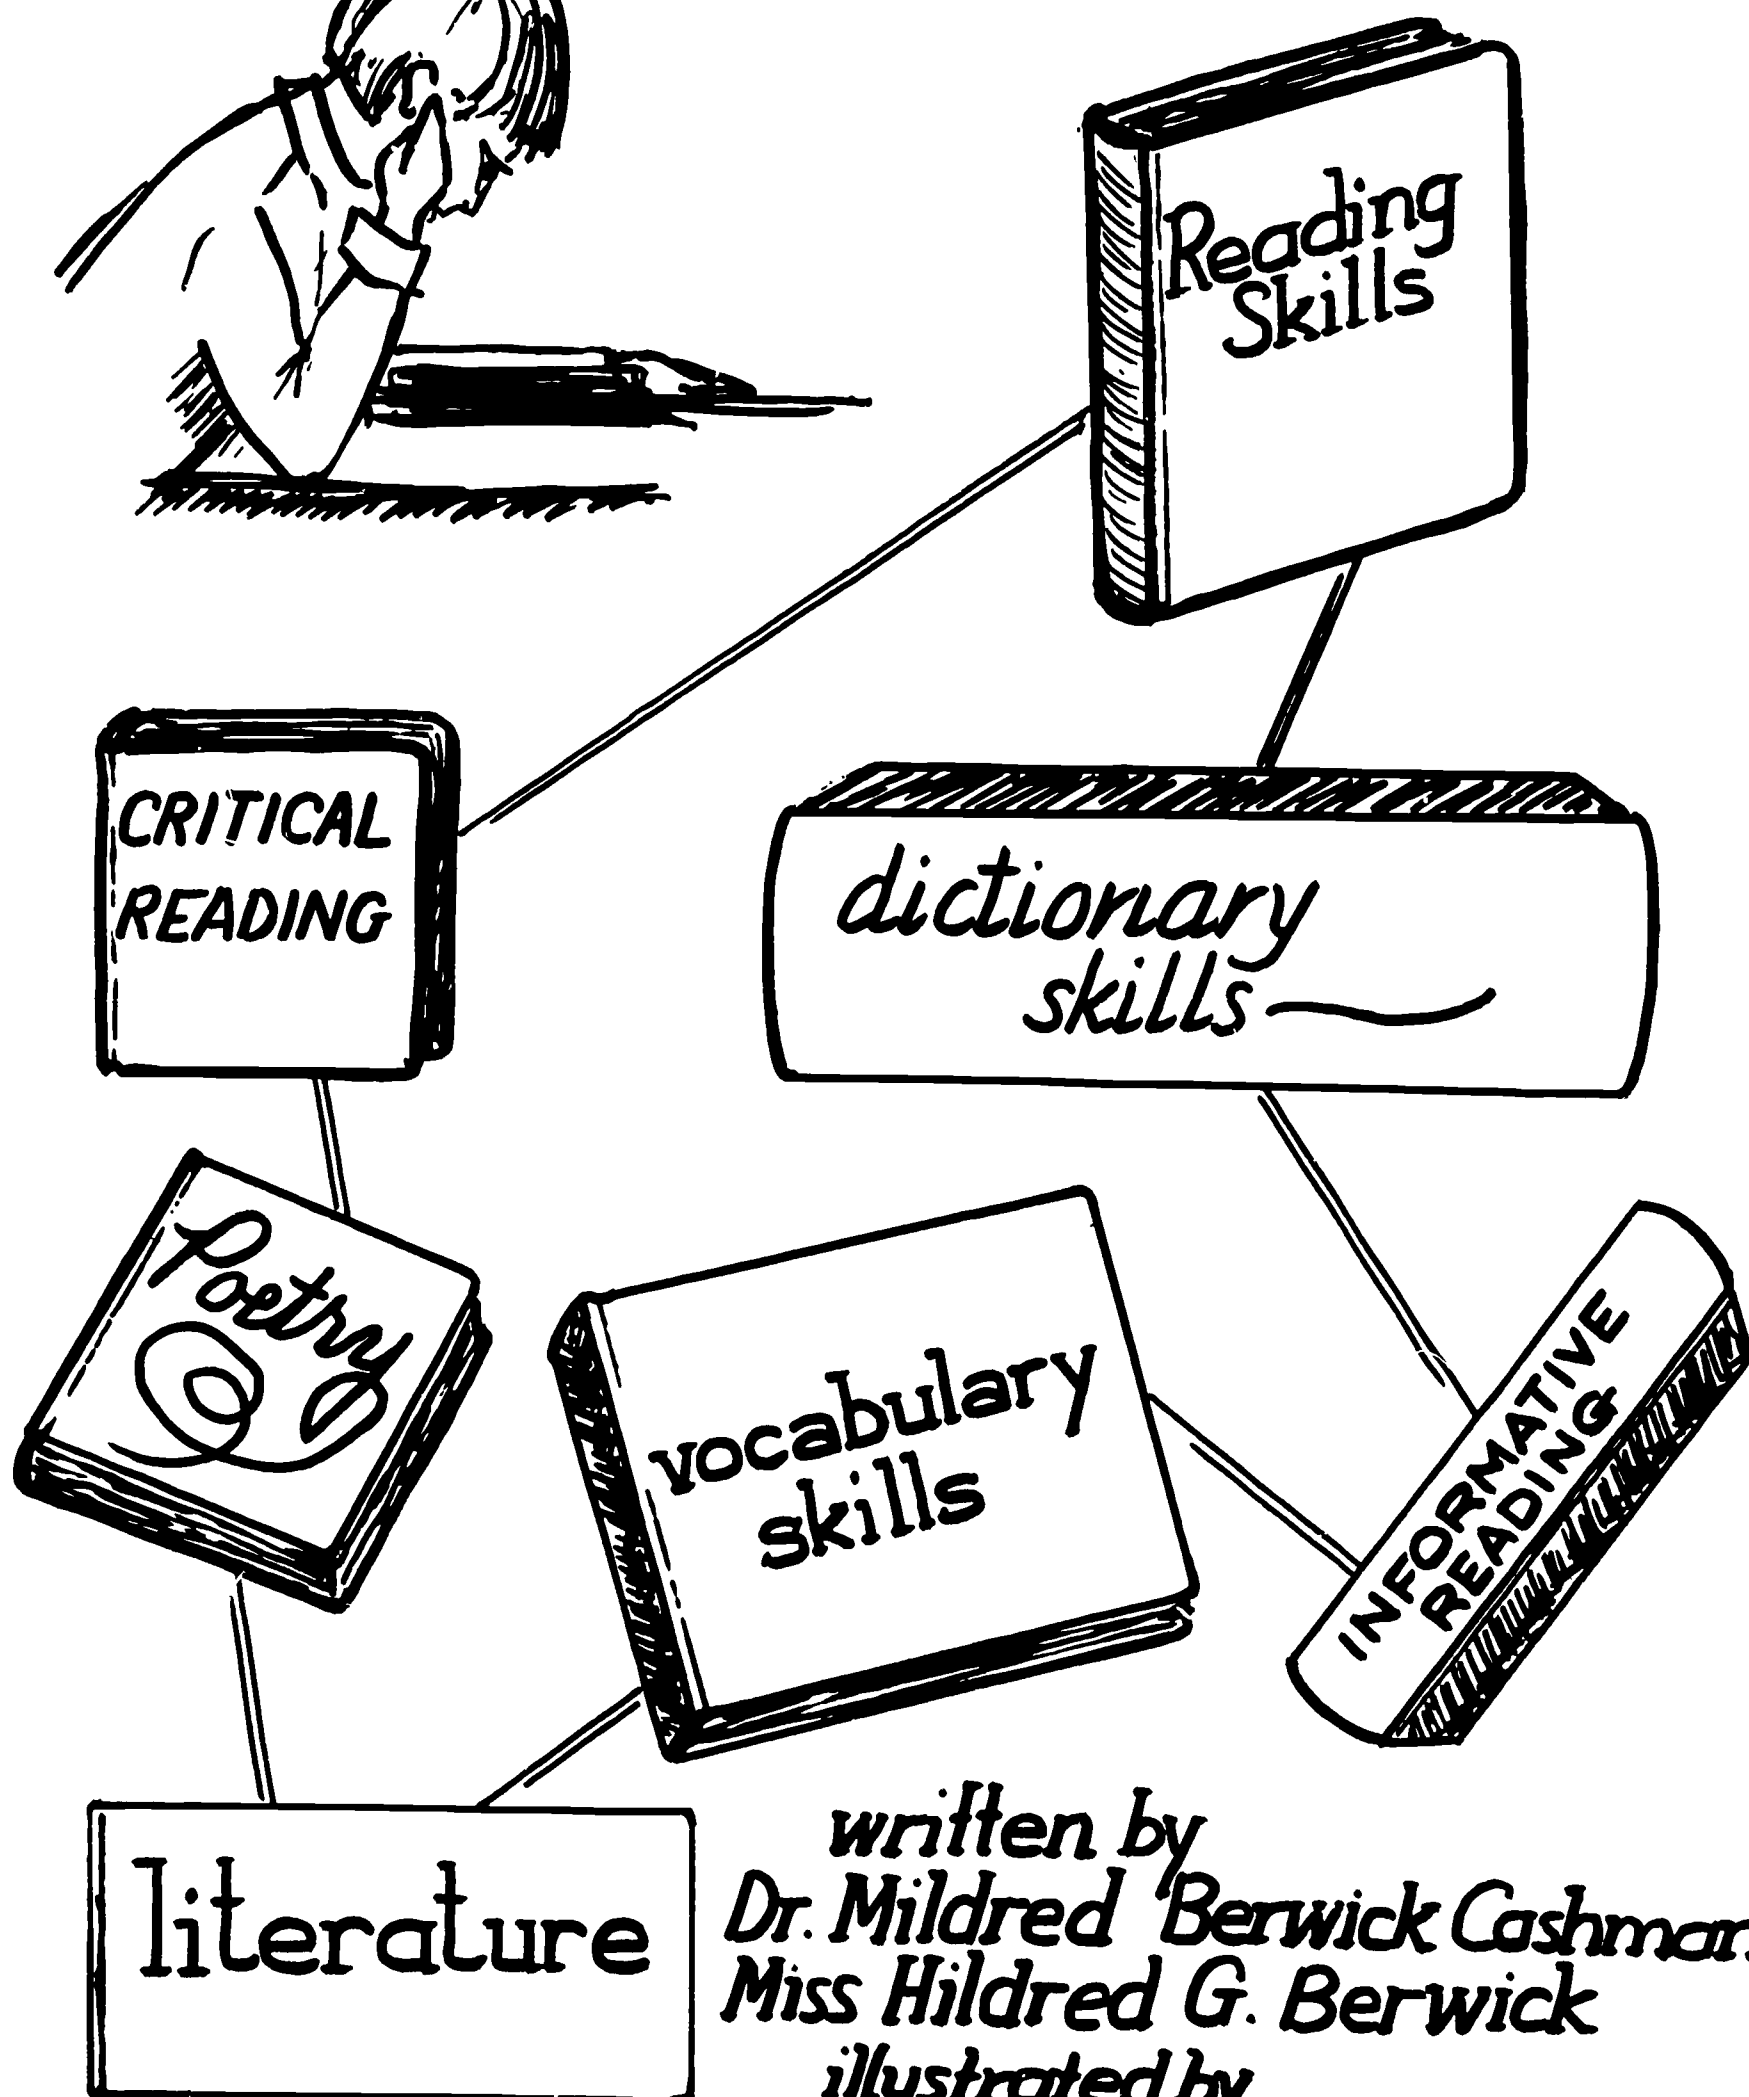 Reading
Skills
CRITICAL
READING
dictionary
skills
Poetry
vocabulary
skills
INFORMATIVE
READING
literature
written by
Dr. Mildred Berwick Cashman
Miss Hildred G. Berwick
illustrated by